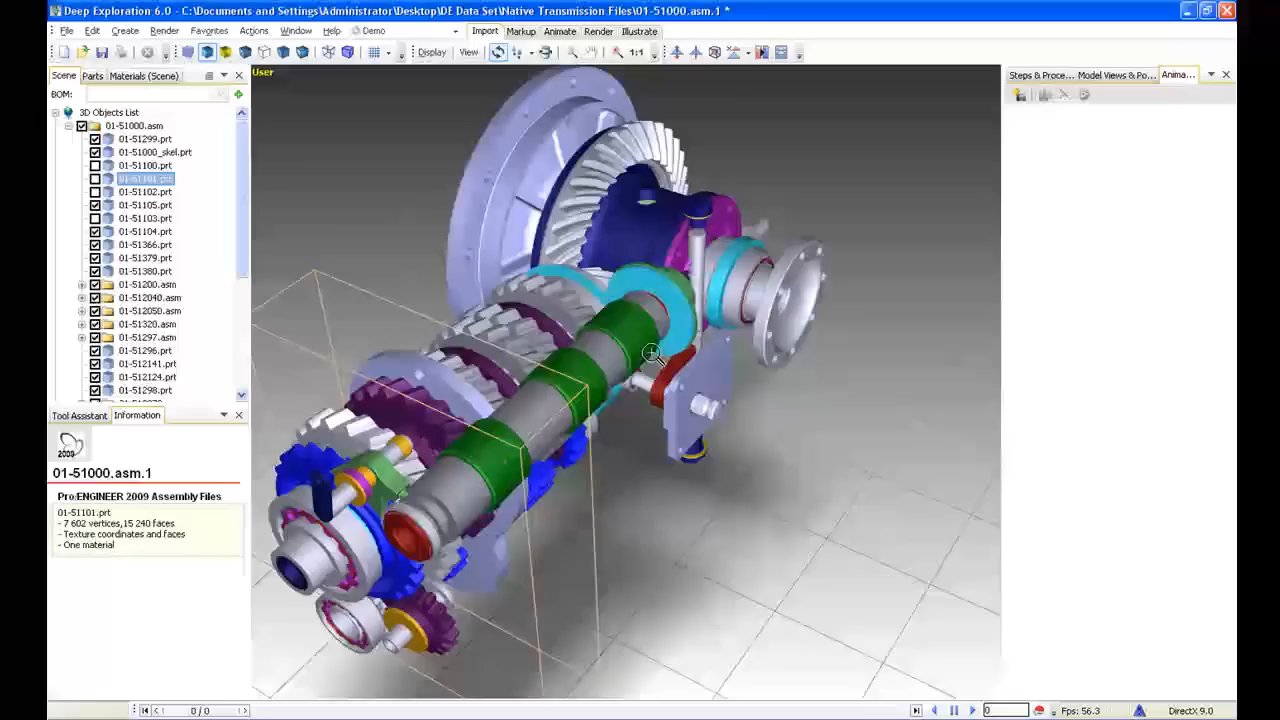 Deep Exploration 6.0 - C:\Documents and Settings\Administrator\Desktop\DE Data Set\Native Transmission Files\01-51000.asm.1 *
File Edit Create Render Favorites Actions Window Help Demo Import Markup Animate Render Illustrate
Display View 1:1
Scene Parts Materials (Scene)
BOM:
3D Objects List
01-51000.asm
01-51299.prt
01-51000_skel.prt
01-51100.prt
01-51101.prt
01-51102.prt
01-51105.prt
01-51103.prt
01-51104.prt
01-51366.prt
01-51379.prt
01-51380.prt
01-51200.asm
01-512040.asm
01-512050.asm
01-51320.asm
01-51297.asm
01-51296.prt
01-512141.prt
01-512124.prt
01-51298.prt
User
Steps & Proce... Model Views & Po... Anima...
Tool Assistant Information
2009
01-51000.asm.1
Pro/ENGINEER 2009 Assembly Files
01-51101.prt
- 7 602 vertices,15 240 faces
- Texture coordinates and faces
- One material
0/0 0 Fps: 56.3 DirectX 9.0